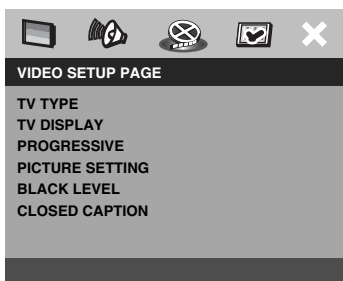 VIDEO SETUP PAGE
TV TYPE
TV DISPLAY
PROGRESSIVE
PICTURE SETTING
BLACK LEVEL
CLOSED CAPTION